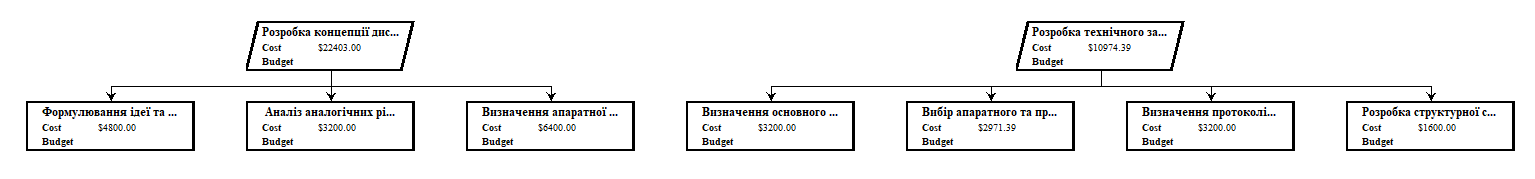 Розробка концепції дис...
Cost $22403.00
Budget
Розробка технічного за...
Cost $10974.39
Budget
Формулювання ідеї та ...
Cost $4800.00
Budget
Аналіз аналогічних рі...
Cost $3200.00
Budget
Визначення апаратної ...
Cost $6400.00
Budget
Визначення основного ...
Cost $3200.00
Budget
Вибір апаратного та пр...
Cost $2971.39
Budget
Визначення протоколі...
Cost $3200.00
Budget
Розробка структурної с...
Cost $1600.00
Budget